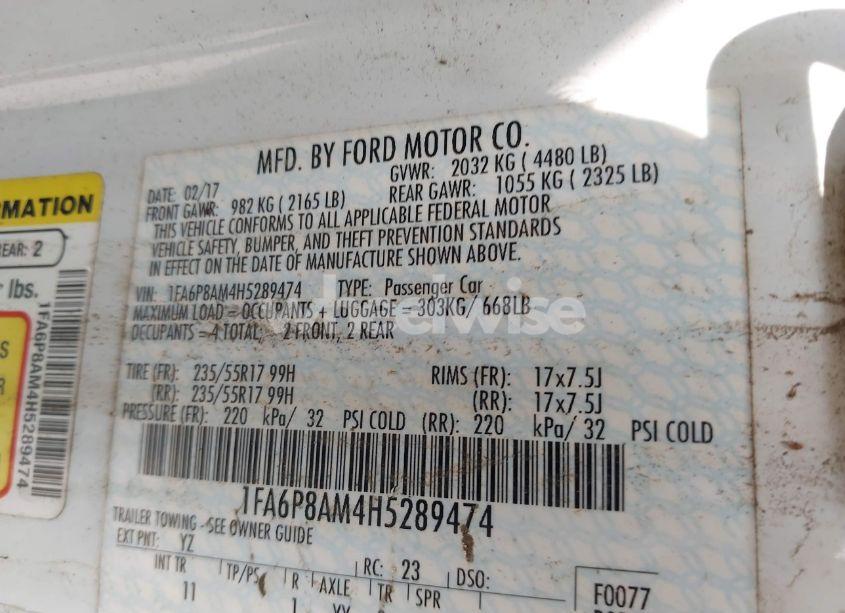 MFD. BY FORD MOTOR CO.
DATE: 02/17
GVWR: 2032 KG ( 4480 LB)
FRONT GAWR: 982 KG ( 2165 LB)
REAR GAWR: 1055 KG ( 2325 LB)
THIS VEHICLE CONFORMS TO ALL APPLICABLE FEDERAL MOTOR
VEHICLE SAFETY, BUMPER, AND THEFT PREVENTION STANDARDS
IN EFFECT ON THE DATE OF MANUFACTURE SHOWN ABOVE.
VIN: 1FA6P8AM4H5289474 TYPE: Passenger Car
MAXIMUM LOAD = OCCUPANTS + LUGGAGE = 303KG/ 668LB
OCCUPANTS = 4 TOTAL, 2 FRONT, 2 REAR
TIRE (FR): 235/55R17 99H RIMS (FR): 17x7.5J
(RR): 235/55R17 99H (RR): 17x7.5J
PRESSURE (FR): 220 kPa/ 32 PSI COLD (RR): 220 kPa/ 32 PSI COLD
1FA6P8AM4H5289474
TRAILER TOWING - SEE OWNER GUIDE
EXT PNT: YZ RC: 23 DSO:
INT TR TP/PS R AXLE TR SPR F0077
11
RMATION
REAR: 2
lbs.
1FA6P8AM4H5289474